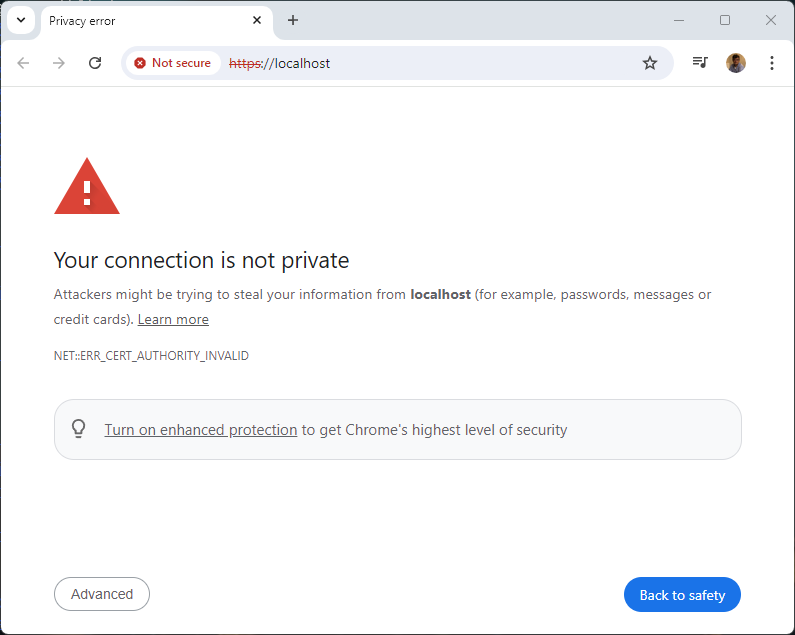 Privacy error
Not secure https://localhost
Your connection is not private
Attackers might be trying to steal your information from localhost (for example, passwords, messages or
credit cards). Learn more
NET::ERR_CERT_AUTHORITY_INVALID
Turn on enhanced protection to get Chrome's highest level of security
Advanced Back to safety